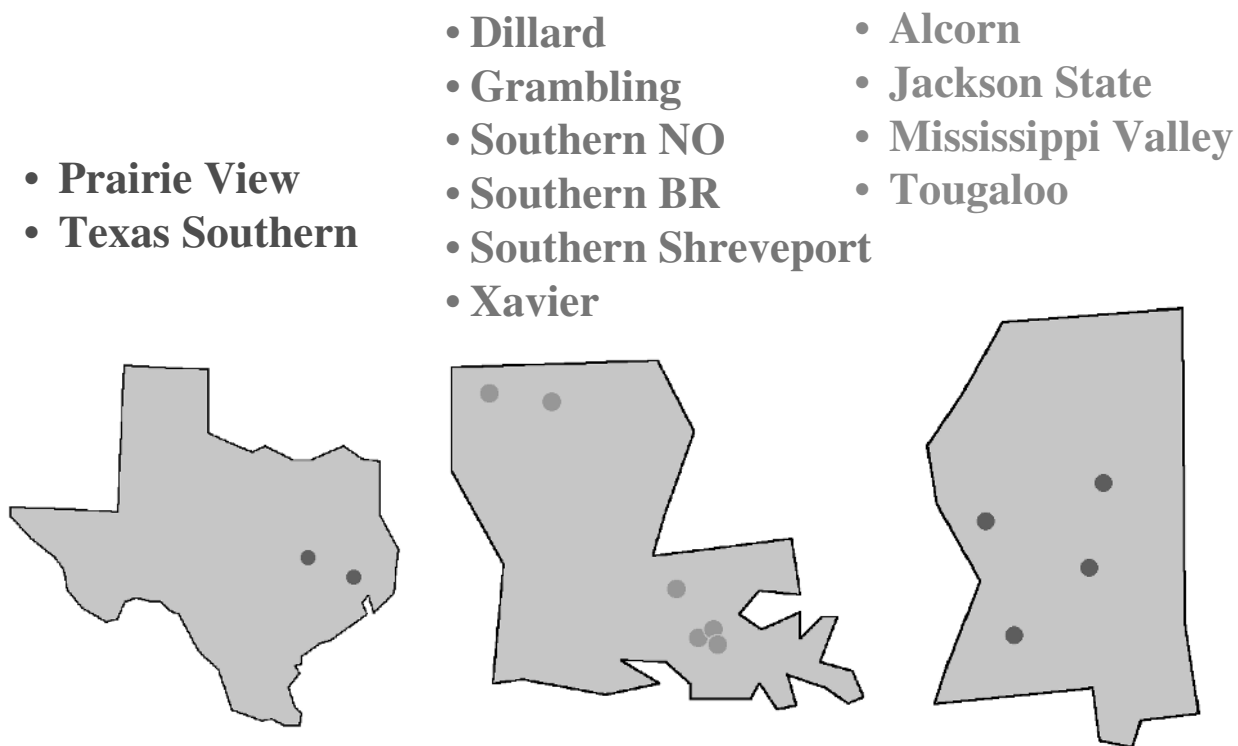 • Prairie View
• Texas Southern
• Dillard
• Grambling
• Southern NO
• Southern BR
• Southern Shreveport
• Xavier
• Alcorn
• Jackson State
• Mississippi Valley
• Tougaloo